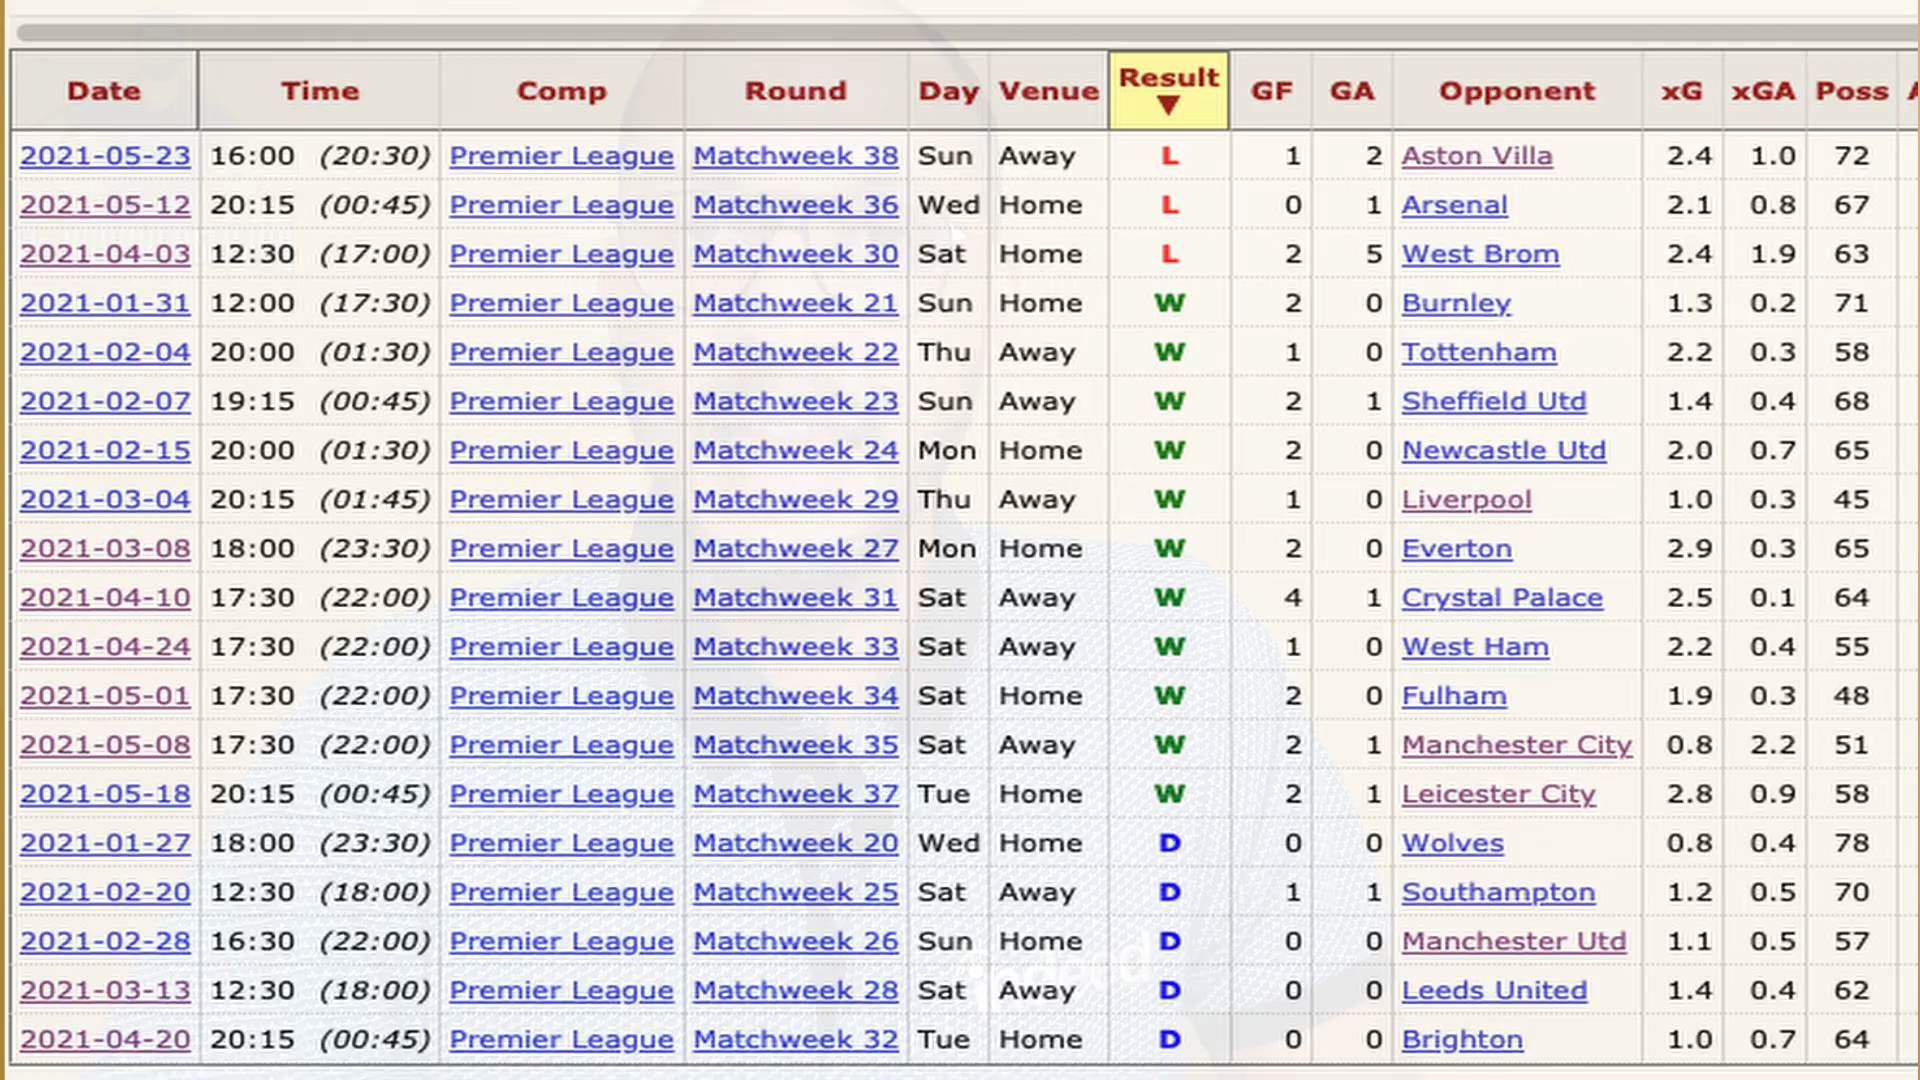 Date Time Comp Round Day Venue Result ▼ GF GA Opponent xG xGA Poss
2021-05-23 16:00 (20:30) Premier League Matchweek 38 Sun Away L 1 2 Aston Villa 2.4 1.0 72
2021-05-12 20:15 (00:45) Premier League Matchweek 36 Wed Home L 0 1 Arsenal 2.1 0.8 67
2021-04-03 12:30 (17:00) Premier League Matchweek 30 Sat Home L 2 5 West Brom 2.4 1.9 63
2021-01-31 12:00 (17:30) Premier League Matchweek 21 Sun Home W 2 0 Burnley 1.3 0.2 71
2021-02-04 20:00 (01:30) Premier League Matchweek 22 Thu Away W 1 0 Tottenham 2.2 0.3 58
2021-02-07 19:15 (00:45) Premier League Matchweek 23 Sun Away W 2 1 Sheffield Utd 1.4 0.4 68
2021-02-15 20:00 (01:30) Premier League Matchweek 24 Mon Home W 2 0 Newcastle Utd 2.0 0.7 65
2021-03-04 20:15 (01:45) Premier League Matchweek 29 Thu Away W 1 0 Liverpool 1.0 0.3 45
2021-03-08 18:00 (23:30) Premier League Matchweek 27 Mon Home W 2 0 Everton 2.9 0.3 65
2021-04-10 17:30 (22:00) Premier League Matchweek 31 Sat Away W 4 1 Crystal Palace 2.5 0.1 64
2021-04-24 17:30 (22:00) Premier League Matchweek 33 Sat Away W 1 0 West Ham 2.2 0.4 55
2021-05-01 17:30 (22:00) Premier League Matchweek 34 Sat Home W 2 0 Fulham 1.9 0.3 48
2021-05-08 17:30 (22:00) Premier League Matchweek 35 Sat Away W 2 1 Manchester City 0.8 2.2 51
2021-05-18 20:15 (00:45) Premier League Matchweek 37 Tue Home W 2 1 Leicester City 2.8 0.9 58
2021-01-27 18:00 (23:30) Premier League Matchweek 20 Wed Home D 0 0 Wolves 0.8 0.4 78
2021-02-20 12:30 (18:00) Premier League Matchweek 25 Sat Away D 1 1 Southampton 1.2 0.5 70
2021-02-28 16:30 (22:00) Premier League Matchweek 26 Sun Home D 0 0 Manchester Utd 1.1 0.5 57
2021-03-13 12:30 (18:00) Premier League Matchweek 28 Sat Away D 0 0 Leeds United 1.4 0.4 62
2021-04-20 20:15 (00:45) Premier League Matchweek 32 Tue Home D 0 0 Brighton 1.0 0.7 64